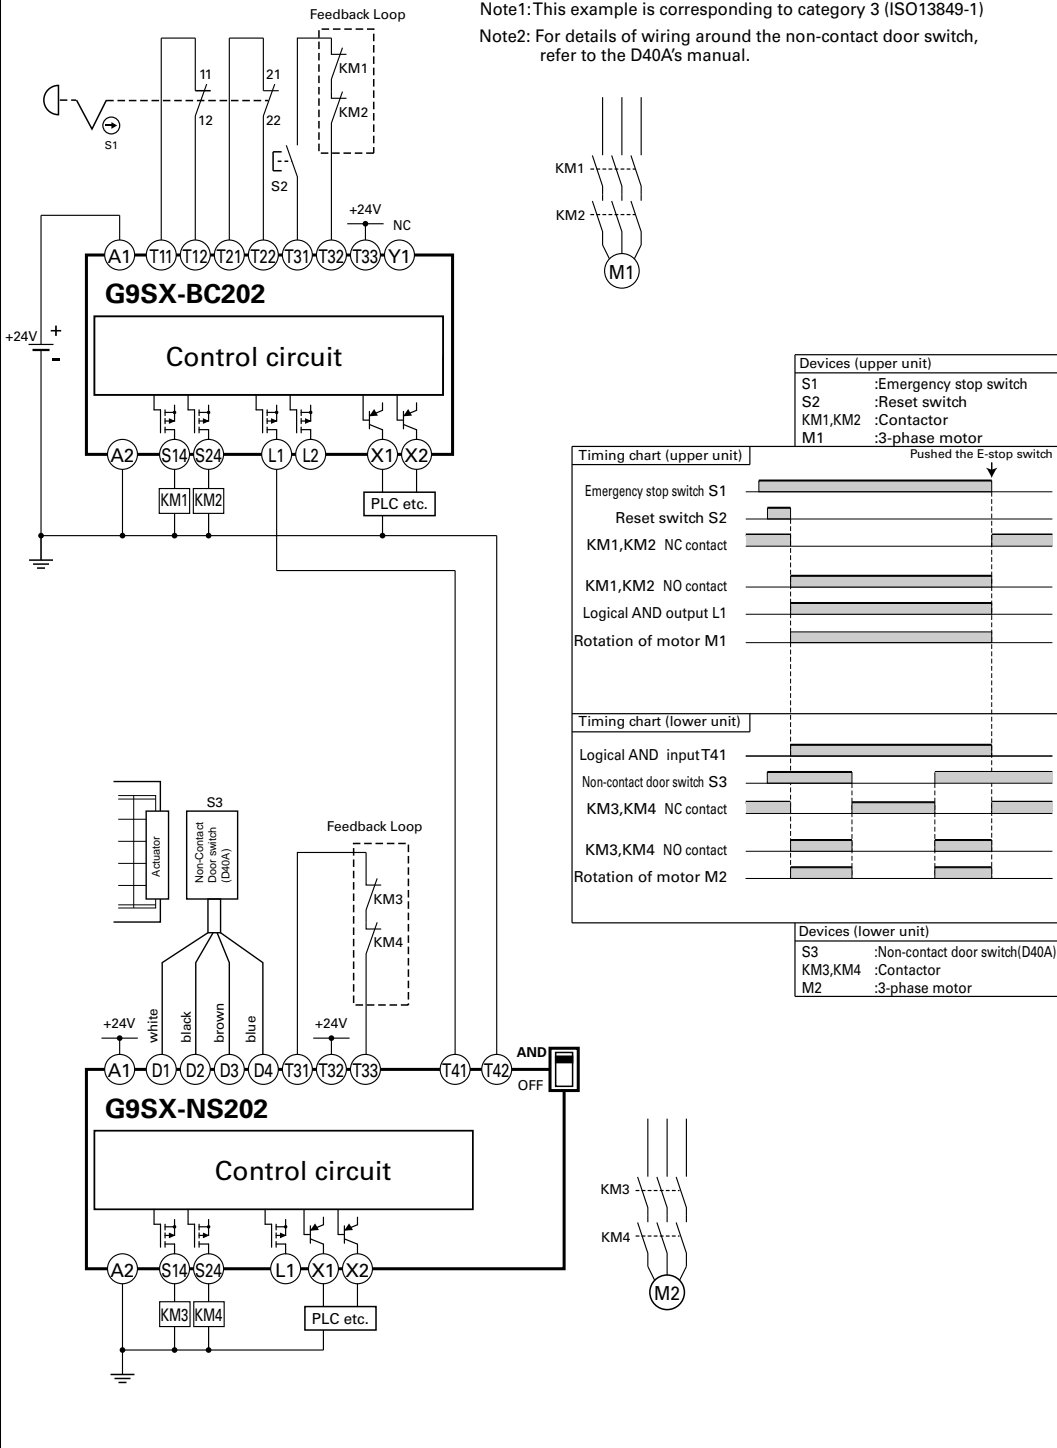 Feedback Loop
Note1:This example is corresponding to category 3 (ISO13849-1)
Note2: For details of wiring around the non-contact door switch,
refer to the D40A's manual.
KM1
KM2
11
12
21
22
S1
S2
+24V
NC
A1
T11
T12
T21
T22
T31
T32
T33
Y1
G9SX-BC202
Control circuit
+24V
+
-
A2
S14
S24
L1
L2
X1
X2
KM1
KM2
PLC etc.
KM1
KM2
M1
Devices (upper unit)
S1 :Emergency stop switch
S2 :Reset switch
KM1,KM2 :Contactor
M1 :3-phase motor
Timing chart (upper unit)
Pushed the E-stop switch
Emergency stop switch S1
Reset switch S2
KM1,KM2 NC contact
KM1,KM2 NO contact
Logical AND output L1
Rotation of motor M1
Timing chart (lower unit)
Logical AND input T41
Non-contact door switch S3
KM3,KM4 NC contact
KM3,KM4 NO contact
Rotation of motor M2
Devices (lower unit)
S3 :Non-contact door switch(D40A)
KM3,KM4 :Contactor
M2 :3-phase motor
Actuator
S3
Non-Contact
Door switch
(D40A)
Feedback Loop
KM3
KM4
+24V
white
black
brown
blue
+24V
A1
D1
D2
D3
D4
T31
T32
T33
T41
T42
AND
OFF
G9SX-NS202
Control circuit
A2
S14
S24
L1
X1
X2
KM3
KM4
PLC etc.
KM3
KM4
M2